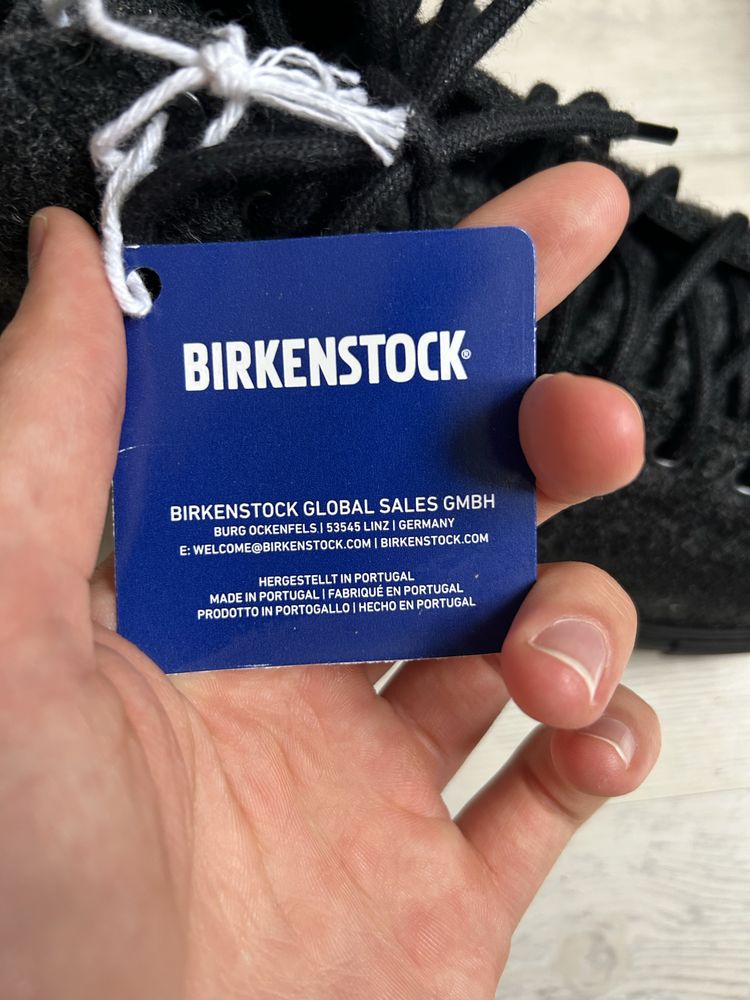 BIRKENSTOCK®
BIRKENSTOCK GLOBAL SALES GMBH
BURG OCKENFELS | 53545 LINZ | GERMANY
E: WELCOME@BIRKENSTOCK.COM | BIRKENSTOCK.COM
HERGESTELLT IN PORTUGAL
MADE IN PORTUGAL | FABRIQUÉ EN PORTUGAL
PRODOTTO IN PORTOGALLO | HECHO EN PORTUGAL